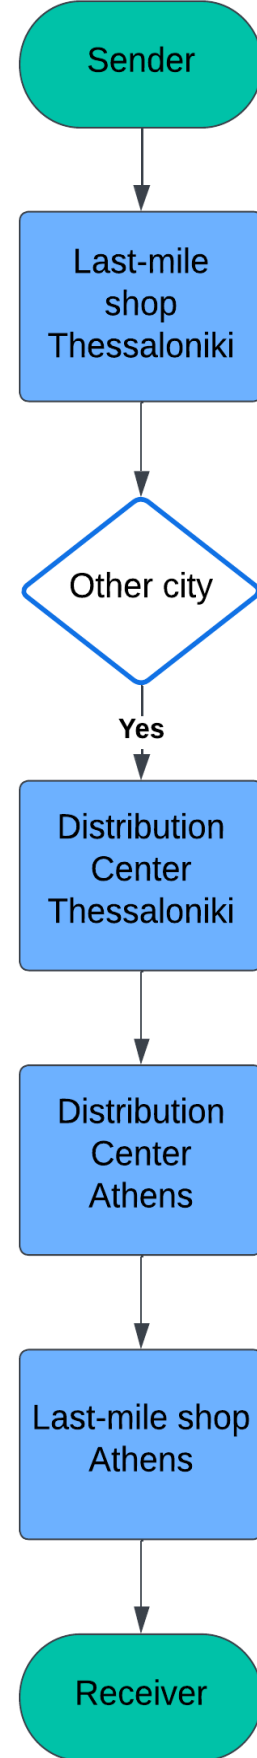 Sender
Last-mile
shop
Thessaloniki
Other city
Yes
Distribution
Center
Thessaloniki
Distribution
Center
Athens
Last-mile shop
Athens
Receiver